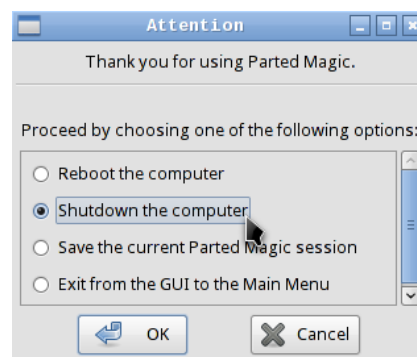 Attention
Thank you for using Parted Magic.
Proceed by choosing one of the following options:
Reboot the computer
Shutdown the computer
Save the current Parted Magic session
Exit from the GUI to the Main Menu
OK
Cancel